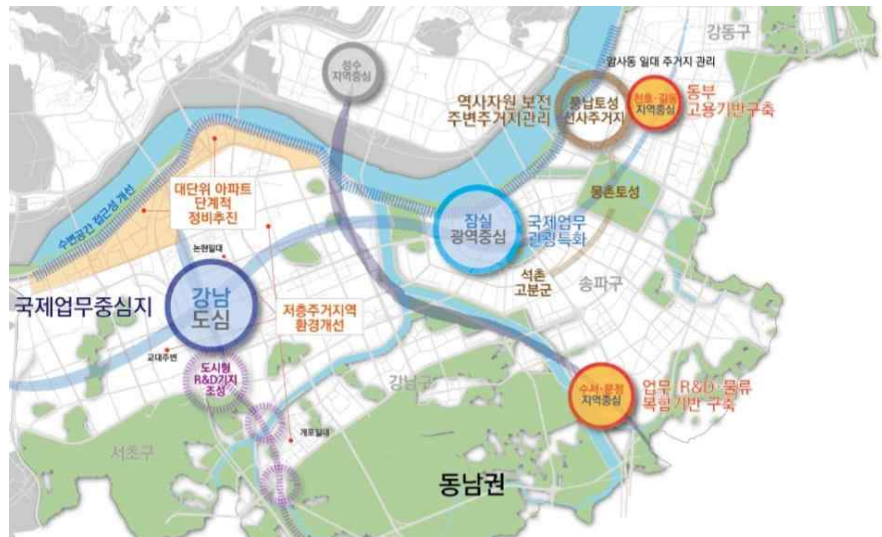 강동구
암사동 일대 주거지 관리
성수
지역중심
역사자원 보전
주변주거지관리
풍납토성
선사주거지
천호·길동
지역중심
동부
고용기반구축
대단위 아파트
단계적
정비추진
수변공간 접근성 개선
몽촌토성
잠실
광역중심
국제업무
관광특화
논현일대
석촌
고분군
송파구
국제업무중심지
강남
도심
저층주거지역
환경개선
교대주변
도시형
R&D기지
조성
강남구
수서·문정
지역중심
업무·R&D·물류
복합기반 구축
개포일대
서초구
동남권